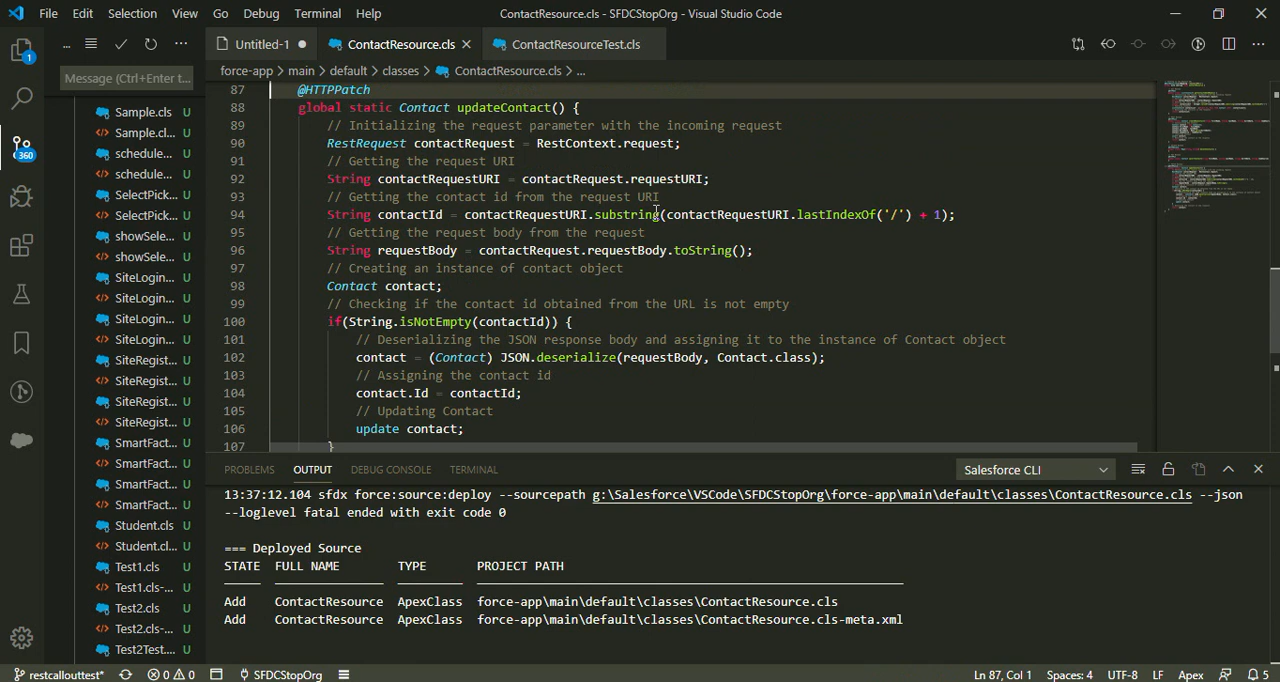 File Edit Selection View Go Debug Terminal Help ContactResource.cls - SFDCStopOrg - Visual Studio Code
... Untitled-1 ContactResource.cls ContactResourceTest.cls ...
Message (Ctrl+Enter t...
force-app > main > default > classes > ContactResource.cls > ...
1
360
Sample.cls U
Sample.cl... U
schedule... U
schedule... U
SelectPick... U
SelectPick... U
showSele... U
showSele... U
SiteLogin... U
SiteLogin... U
SiteLogin... U
SiteLogin... U
SiteRegist... U
SiteRegist... U
SiteRegist... U
SiteRegist... U
SmartFact... U
SmartFact... U
SmartFact... U
SmartFact... U
Student.cls U
Student.cl... U
Test1.cls U
Test1.cls-... U
Test2.cls U
Test2.cls-... U
Test2Test.... U
87 @HTTPPatch
88 global static Contact updateContact() {
89 // Initializing the request parameter with the incoming request
90 RestRequest contactRequest = RestContext.request;
91 // Getting the request URI
92 String contactRequestURI = contactRequest.requestURI;
93 // Getting the contact id from the request URI
94 String contactId = contactRequestURI.substring(contactRequestURI.lastIndexOf('/') + 1);
95 // Getting the request body from the request
96 String requestBody = contactRequest.requestBody.toString();
97 // Creating an instance of contact object
98 Contact contact;
99 // Checking if the contact id obtained from the URL is not empty
100 if(String.isNotEmpty(contactId)) {
101 // Deserializing the JSON response body and assigning it to the instance of Contact object
102 contact = (Contact) JSON.deserialize(requestBody, Contact.class);
103 // Assigning the contact id
104 contact.Id = contactId;
105 // Updating Contact
106 update contact;
107 }
PROBLEMS OUTPUT DEBUG CONSOLE TERMINAL Salesforce CLI
13:37:12.104 sfdx force:source:deploy --sourcepath g:\Salesforce\VSCode\SFDCStopOrg\force-app\main\default\classes\ContactResource.cls --json
--loglevel fatal ended with exit code 0
=== Deployed Source
STATE FULL NAME TYPE PROJECT PATH
Add ContactResource ApexClass force-app\main\default\classes\ContactResource.cls
Add ContactResource ApexClass force-app\main\default\classes\ContactResource.cls-meta.xml
restcallouttest* 0 0 SFDCStopOrg Ln 87, Col 1 Spaces: 4 UTF-8 LF Apex 5